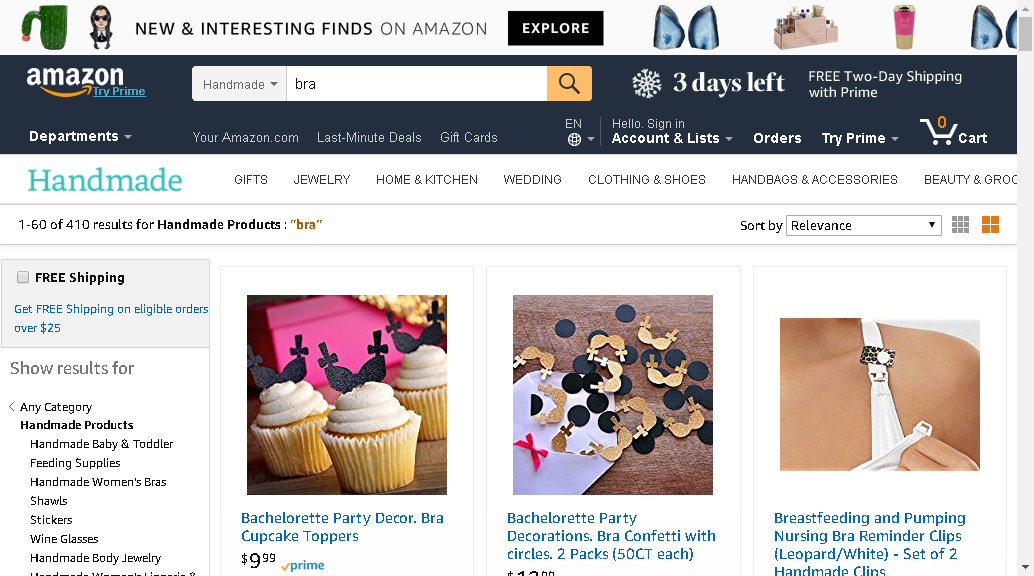 NEW & INTERESTING FINDS ON AMAZON EXPLORE
amazon
Try Prime
Handmade
bra
3 days left
FREE Two-Day Shipping
with Prime
Departments
Your Amazon.com
Last-Minute Deals
Gift Cards
EN
Hello. Sign in
Account & Lists
Orders
Try Prime
0
Cart
Handmade
GIFTS
JEWELRY
HOME & KITCHEN
WEDDING
CLOTHING & SHOES
HANDBAGS & ACCESSORIES
BEAUTY & GROO
1-60 of 410 results for Handmade Products : "bra"
Sort by Relevance
FREE Shipping
Get FREE Shipping on eligible orders
over $25
Show results for
Any Category
Handmade Products
Handmade Baby & Toddler
Feeding Supplies
Handmade Women's Bras
Shawls
Stickers
Wine Glasses
Handmade Body Jewelry
Handmade Women's Lingerie &
Bachelorette Party Decor. Bra
Cupcake Toppers
$9.99 prime
Bachelorette Party
Decorations. Bra Confetti with
circles. 2 Packs (50CT each)
Breastfeeding and Pumping
Nursing Bra Reminder Clips
(Leopard/White) - Set of 2
Handmade Clips